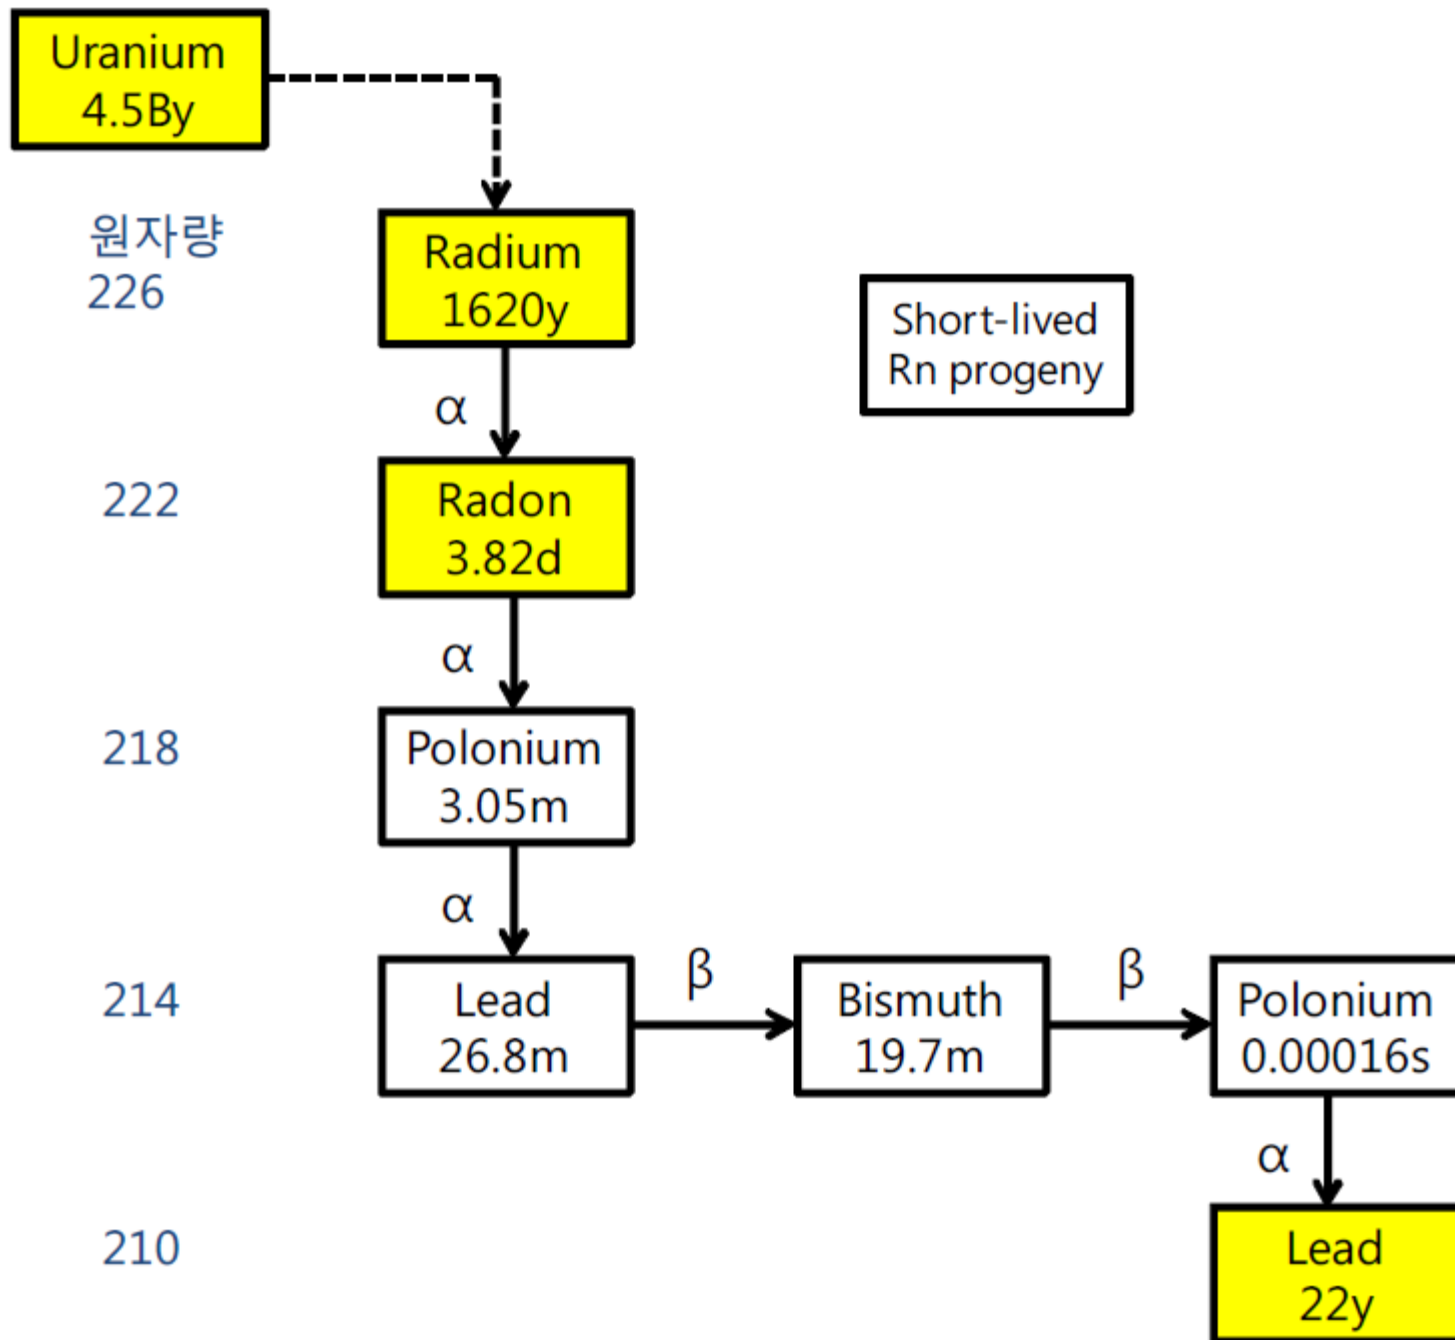 Uranium
4.5By
원자량
226
Radium
1620y
Short-lived
Rn progeny
α
222
Radon
3.82d
α
218
Polonium
3.05m
α
214
Lead
26.8m
β
Bismuth
19.7m
β
Polonium
0.00016s
α
210
Lead
22y